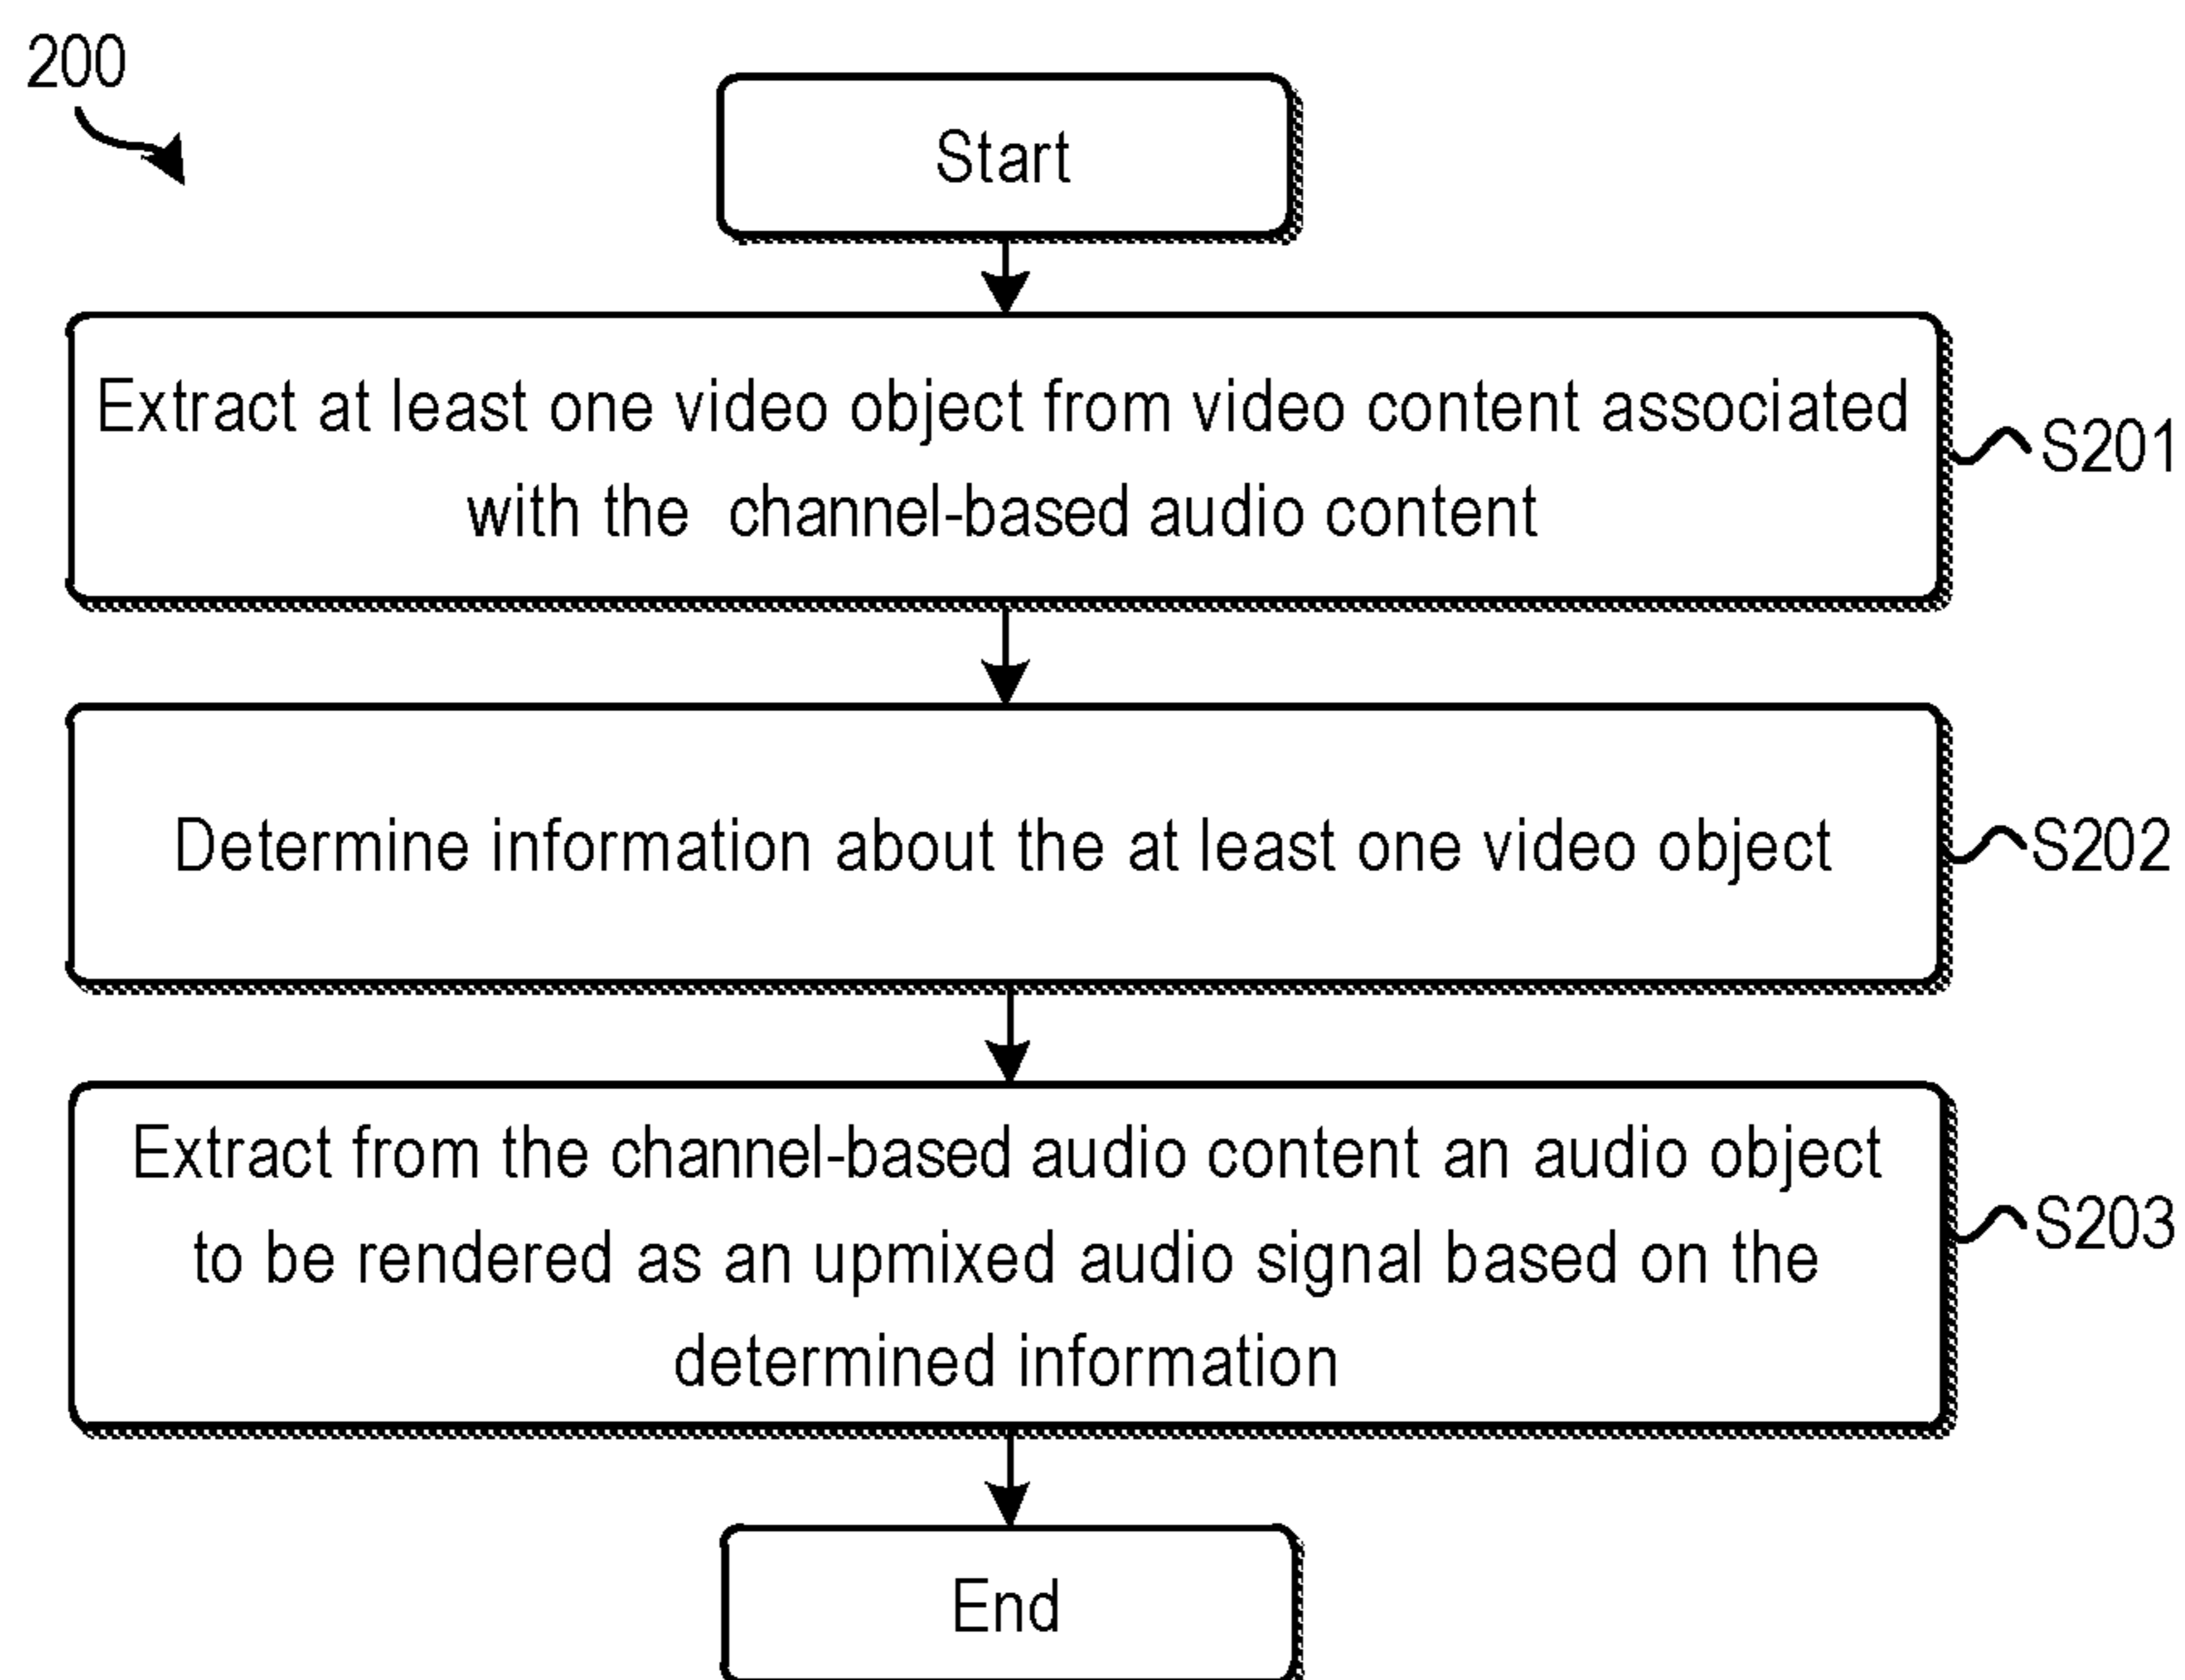 200
Start
Extract at least one video object from video content associated
with the channel-based audio content
S201
Determine information about the at least one video object
S202
Extract from the channel-based audio content an audio object
to be rendered as an upmixed audio signal based on the
determined information
S203
End